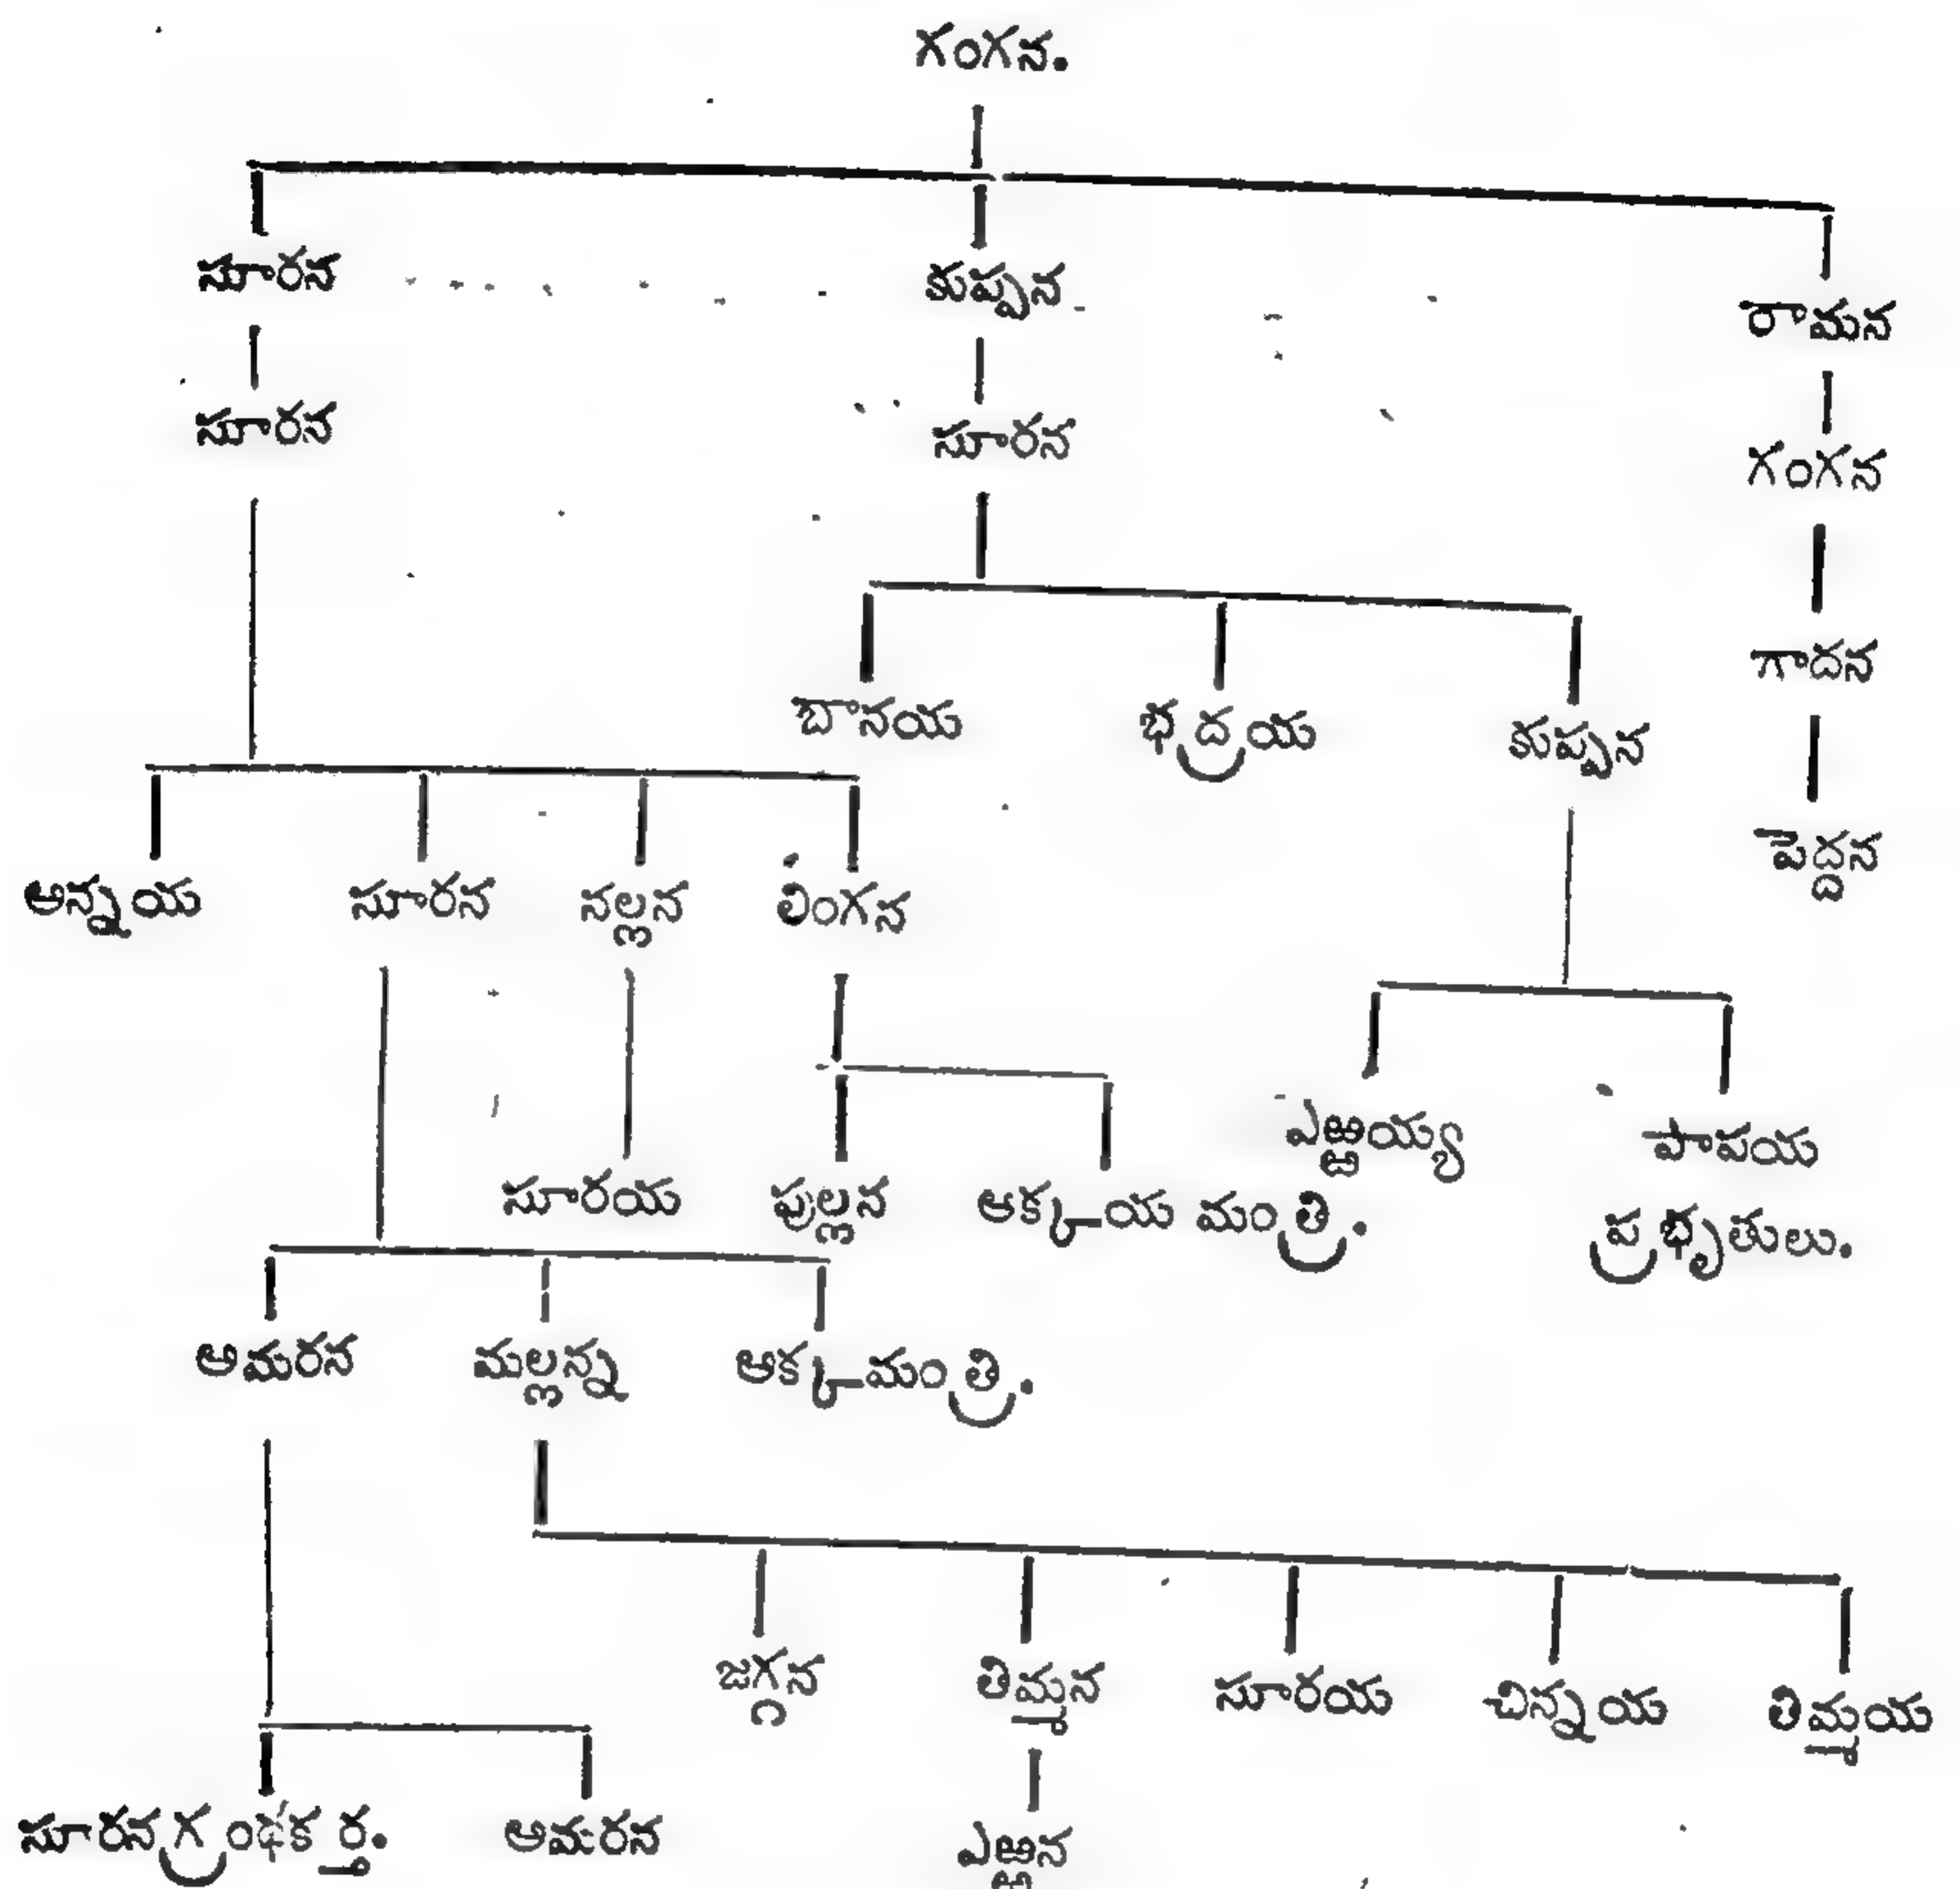 గంగన.
సూరన కుప్పన రామన
సూరన సూరన గంగన
గాదన
బానయ భద్రయ కుప్పన
పెద్దన
అన్నయ సూరన నల్లన లింగన
ఎఱ్ఱయ్య పాపయ
సూరయ పుల్లన అక్కయ మంత్రి. ప్రభృతులు.
అమరన మల్లన్న అక్కమంత్రి.
జగ్గన తిమ్మన సూరయ చిన్నయ తిమ్మయ
సూరన గ్రంథకర్త. అమరన ఎఱ్ఱన